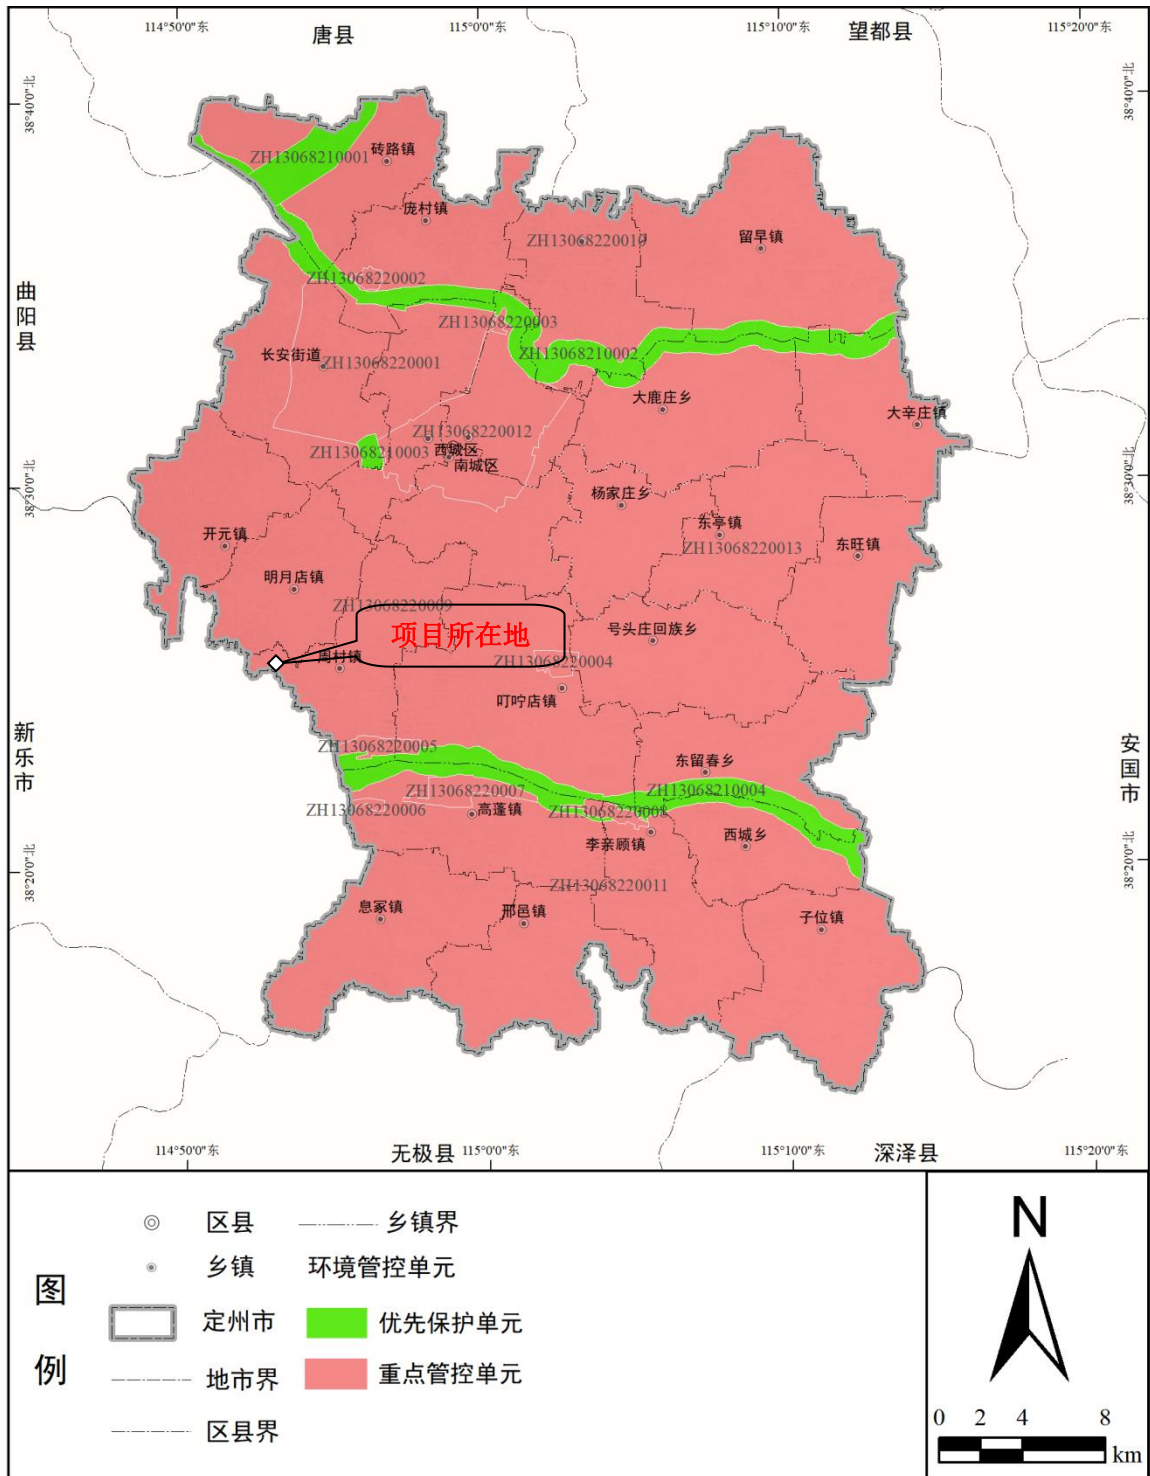 114°50'0"东
115°0'0"东
115°10'0"东
115°20'0"东
唐县
望都县
38°40'0"北
38°40'0"北
ZH13068210001
砖路镇
庞村镇
ZH13068220010
留早镇
ZH13068220002
曲阳县
ZH13068220003
长安街道
ZH13068220001
ZH13068210002
大鹿庄乡
大辛庄镇
ZH13068220012
ZH13068210003
西城区
南城区
38°30'0"北
38°30'0"北
杨家庄乡
开元镇
东亭镇
ZH13068220013
东旺镇
明月店镇
ZH13068220009
项目所在地
号头庄回族乡
周村镇
ZH13068220004
叮咛店镇
新乐市
安国市
ZH13068220005
东留春乡
ZH13068220007
ZH13068210004
ZH13068220006
高蓬镇
ZH13068220008
李亲顾镇
西城乡
38°20'0"北
38°20'0"北
ZH13068220011
息冢镇
邢邑镇
子位镇
114°50'0"东
115°0'0"东
115°10'0"东
115°20'0"东
无极县
深泽县
图例
区县
乡镇界
乡镇
环境管控单元
定州市
优先保护单元
地市界
重点管控单元
区县界
N
0 2 4 8
km